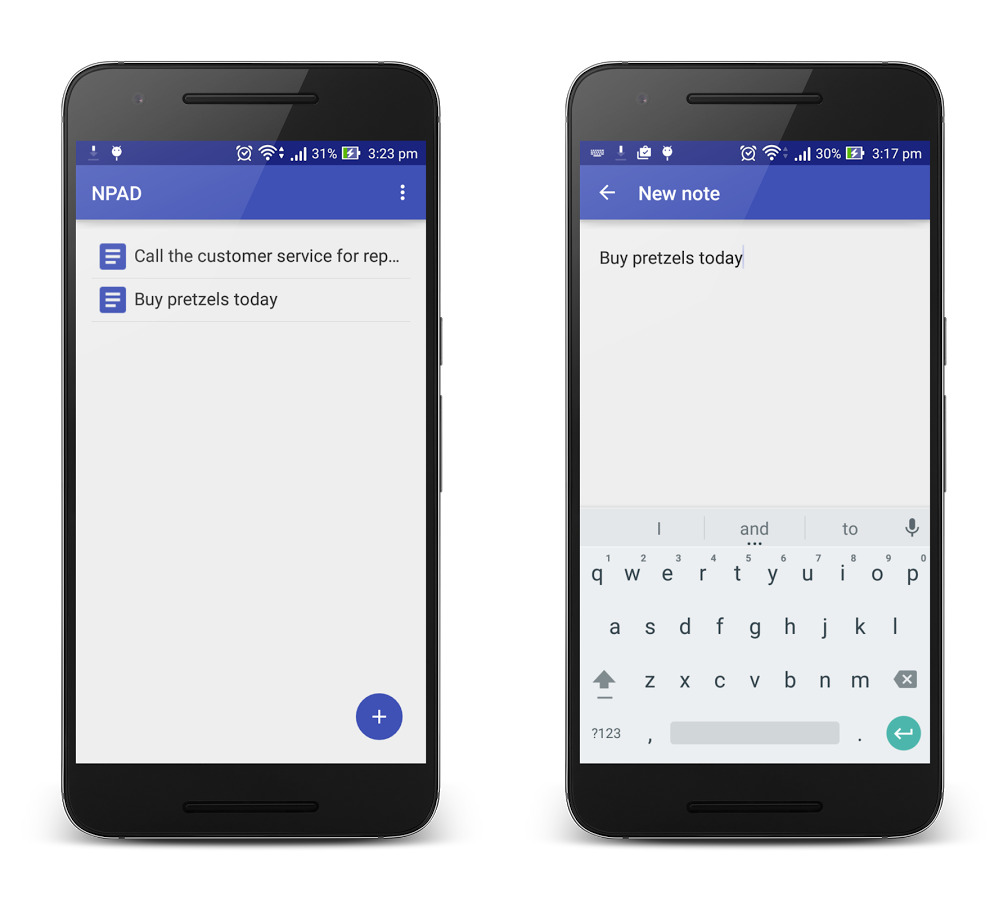 31% 3:23 pm
NPAD
Call the customer service for rep...
Buy pretzels today
+
30% 3:17 pm
New note
Buy pretzels today
I and to
1 2 3 4 5 6 7 8 9 0
q w e r t y u i o p
a s d f g h j k l
z x c v b n m
?123 , .